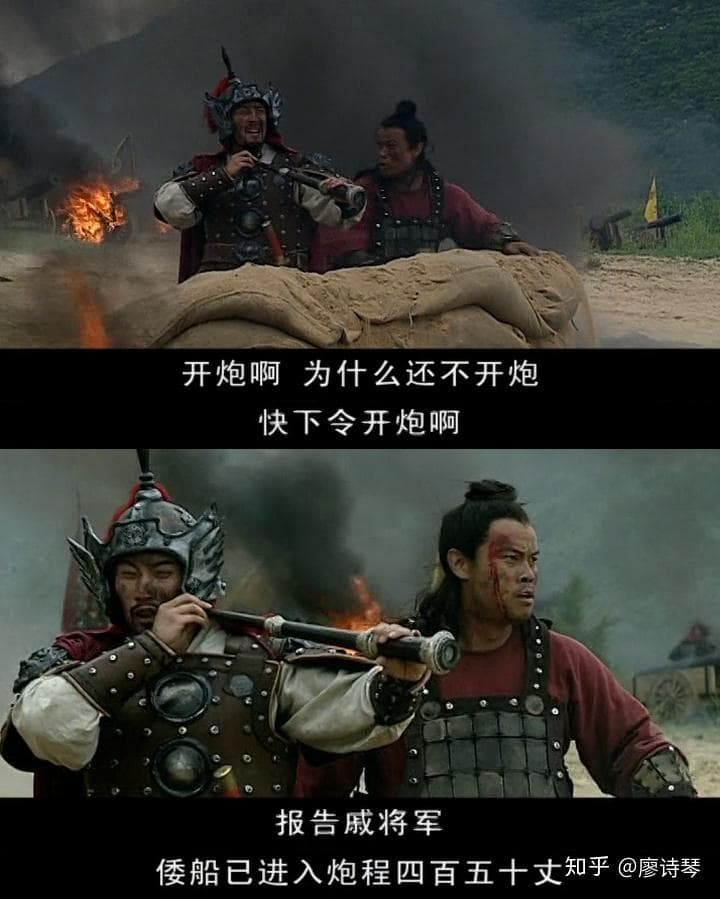 开炮啊 为什么还不开炮
快下令开炮啊
报告戚将军
倭船已进入炮程四百五十丈
知乎 @廖诗琴